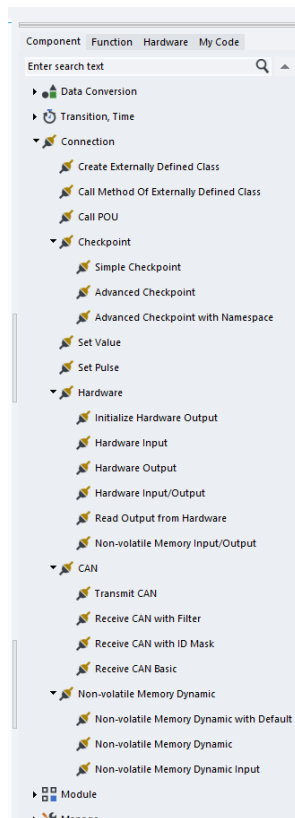 Component Function Hardware My Code
Enter search text
Data Conversion
Transition, Time
Connection
Create Externally Defined Class
Call Method Of Externally Defined Class
Call POU
Checkpoint
Simple Checkpoint
Advanced Checkpoint
Advanced Checkpoint with Namespace
Set Value
Set Pulse
Hardware
Initialize Hardware Output
Hardware Input
Hardware Output
Hardware Input/Output
Read Output from Hardware
Non-volatile Memory Input/Output
CAN
Transmit CAN
Receive CAN with Filter
Receive CAN with ID Mask
Receive CAN Basic
Non-volatile Memory Dynamic
Non-volatile Memory Dynamic with Default
Non-volatile Memory Dynamic
Non-volatile Memory Dynamic Input
Module